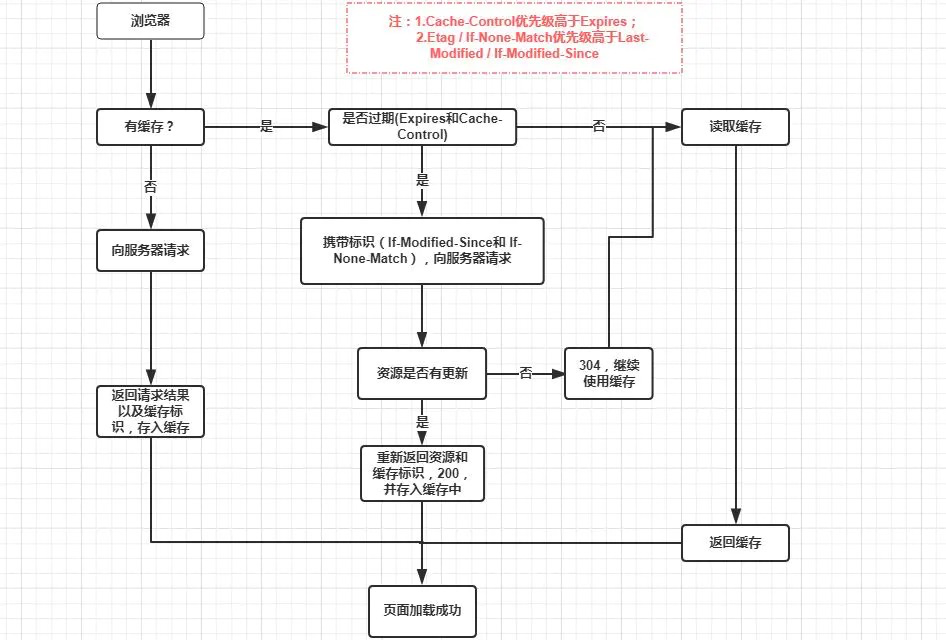 浏览器
注：1.Cache-Control优先级高于Expires；
2.Etag / If-None-Match优先级高于Last-
Modified / If-Modified-Since
有缓存？
是
是否过期(Expires和Cache-
Control)
否
读取缓存
否
是
向服务器请求
携带标识（If-Modified-Since和 If-
None-Match），向服务器请求
资源是否有更新
否
304，继续
使用缓存
返回请求结果
以及缓存标
识，存入缓存
是
重新返回资源和
缓存标识，200，
并存入缓存中
返回缓存
页面加载成功